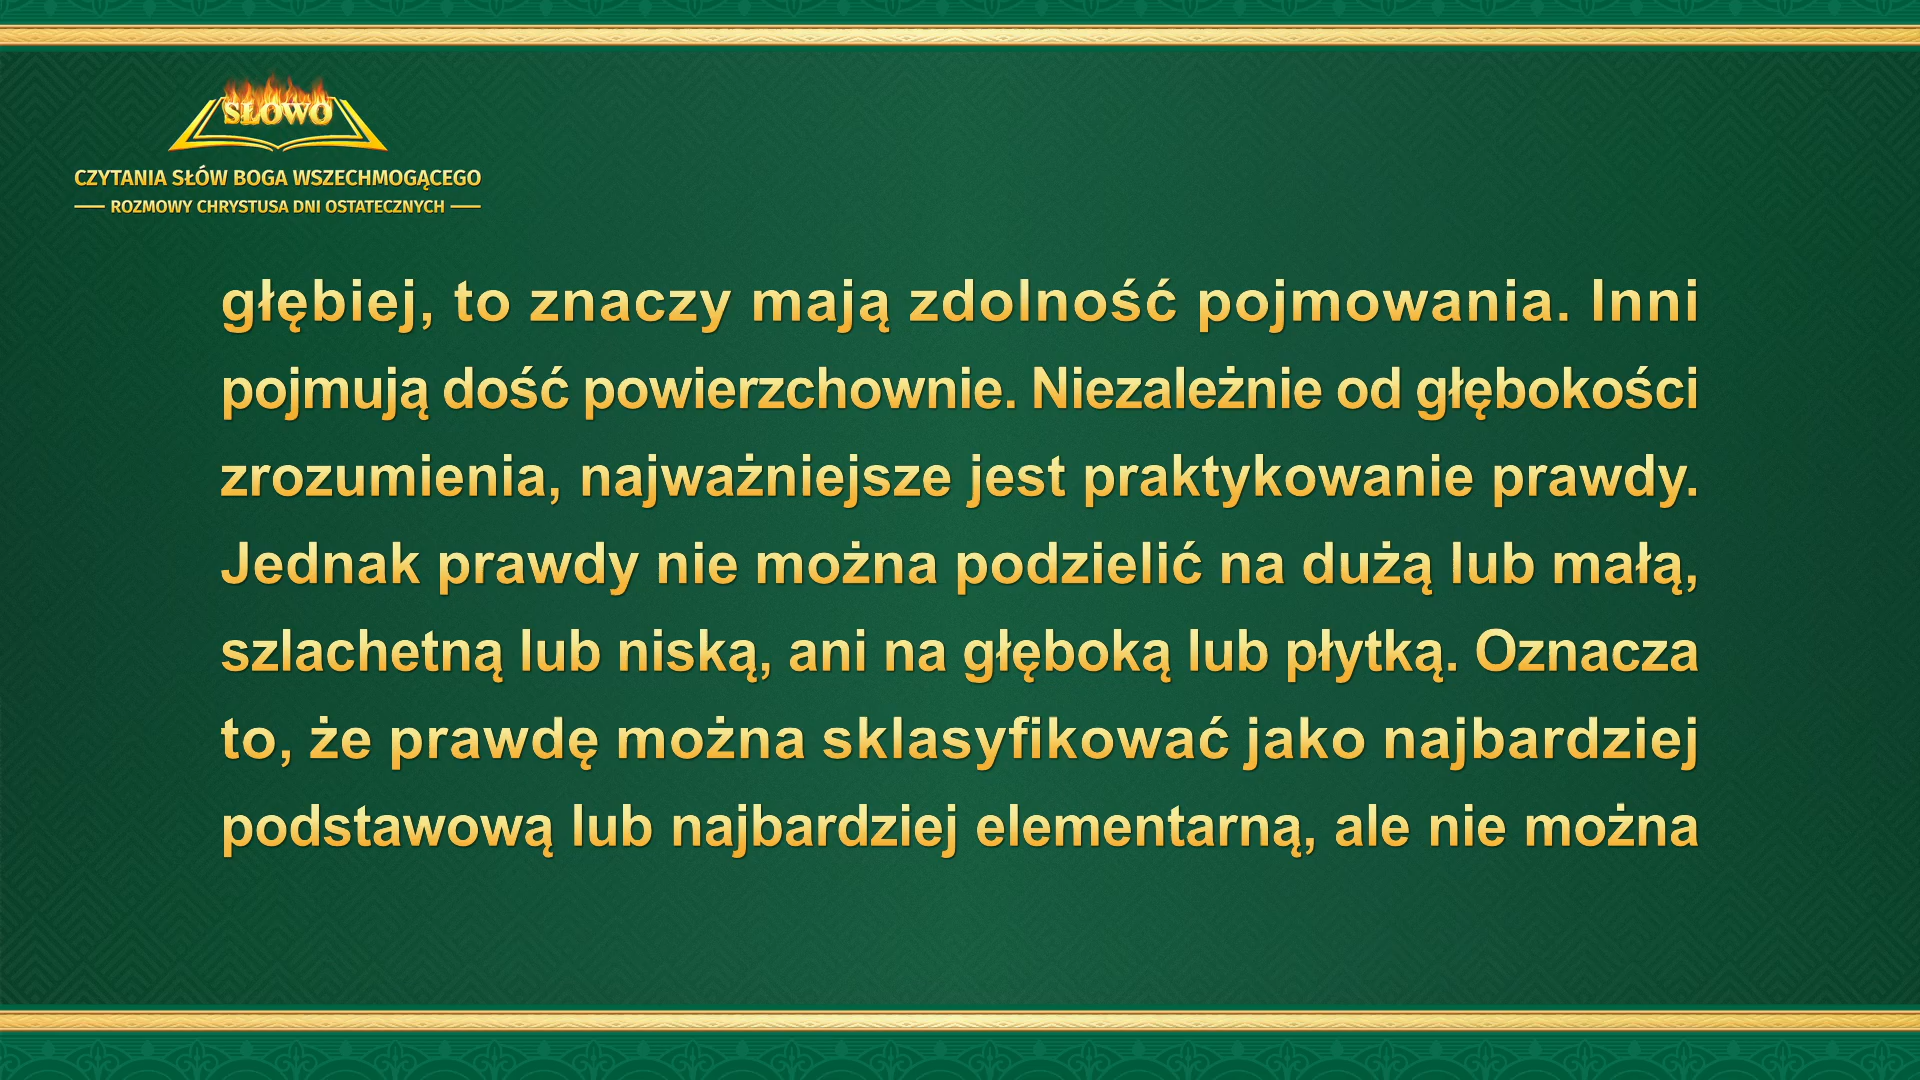 SŁOWO
CZYTANIA SŁÓW BOGA WSZECHMOGĄCEGO
ROZMOWY CHRYSTUSA DNI OSTATECZNYCH
głębiej, to znaczy mają zdolność pojmowania. Inni
pojmują dość powierzchownie. Niezależnie od głębokości
zrozumienia, najważniejsze jest praktykowanie prawdy.
Jednak prawdy nie można podzielić na dużą lub małą,
szlachetną lub niską, ani na głęboką lub płytką. Oznacza
to, że prawdę można sklasyfikować jako najbardziej
podstawową lub najbardziej elementarną, ale nie można